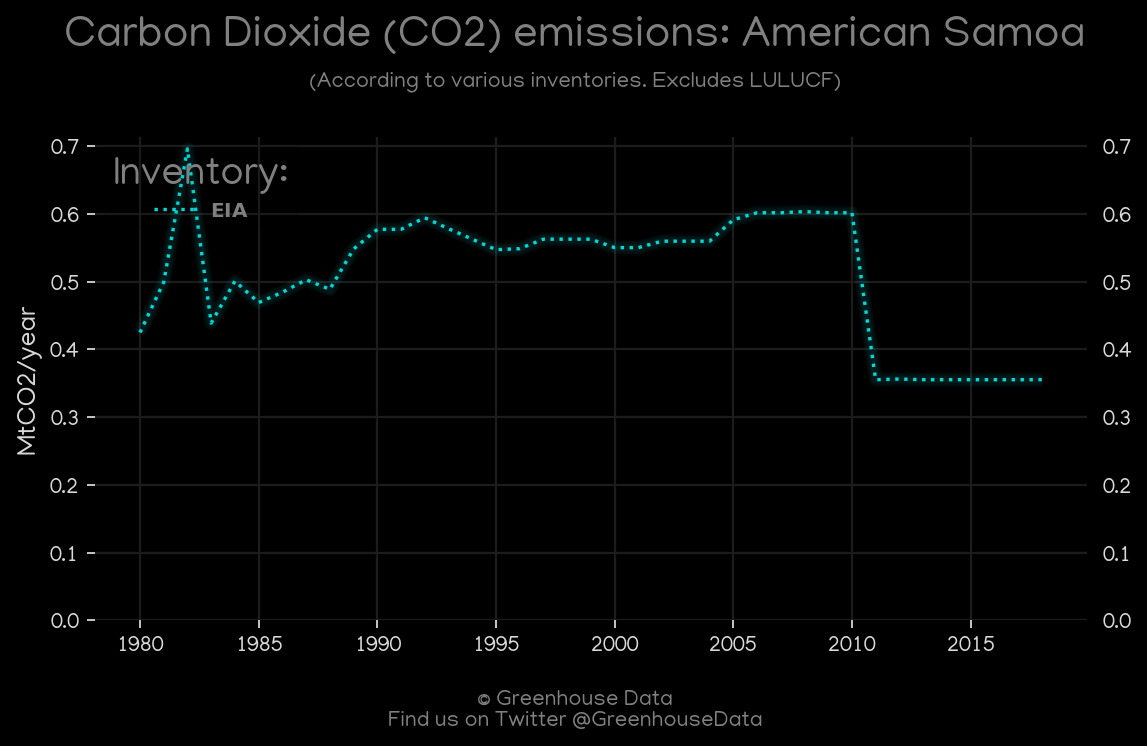 Carbon Dioxide (CO2) emissions: American Samoa
(According to various inventories. Excludes LULUCF)
Inventory:
EIA
MtCO2/year
0.7
0.6
0.5
0.4
0.3
0.2
0.1
0.0
0.7
0.6
0.5
0.4
0.3
0.2
0.1
0.0
1980 1985 1990 1995 2000 2005 2010 2015
© Greenhouse Data
Find us on Twitter @GreenhouseData